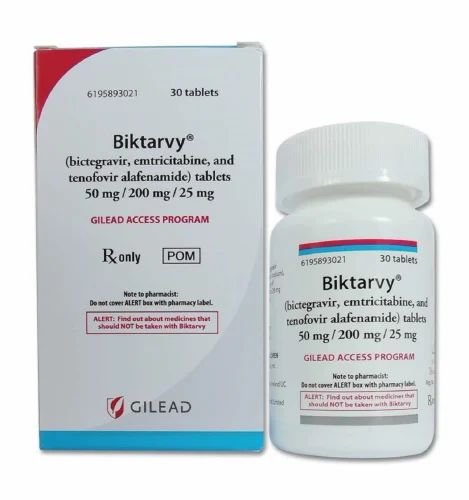 6195893021 30 tablets
Biktarvy®
(bictegravir, emtricitabine, and
tenofovir alafenamide) tablets
50 mg / 200 mg / 25 mg
GILEAD ACCESS PROGRAM
Rx only POM
Note to pharmacist:
Do not cover ALERT box with pharmacy label.
ALERT: Find out about medicines that
should NOT be taken with Biktarvy
GILEAD
6195893021 30 tablets
Biktarvy®
(bictegravir, emtricitabine, and
tenofovir alafenamide) tablets
50 mg / 200 mg / 25 mg
GILEAD ACCESS PROGRAM
Note to pharmacist:
Do not cover ALERT box with pharmacy label.
ALERT: Find out about medicines that
should NOT be taken with Biktarvy